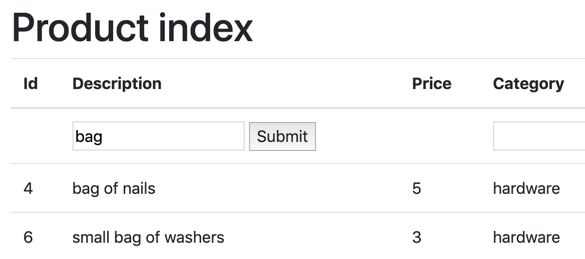 Product index
Id Description Price Category
bag Submit
4 bag of nails 5 hardware
6 small bag of washers 3 hardware